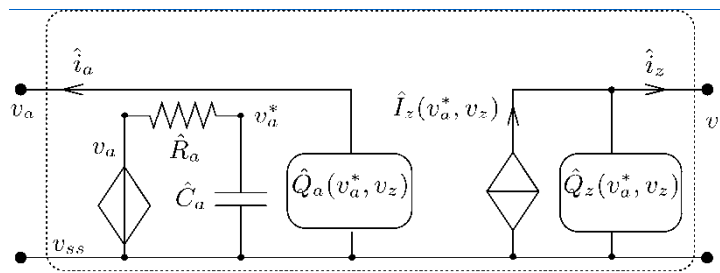 î_a
î_z
v_a
R̂_a
v_a^*
Î_z(v_a^*, v_z)
v
v_a
Ĉ_a
Q̂_a(v_a^*, v_z)
Q̂_z(v_a^*, v_z)
v_ss